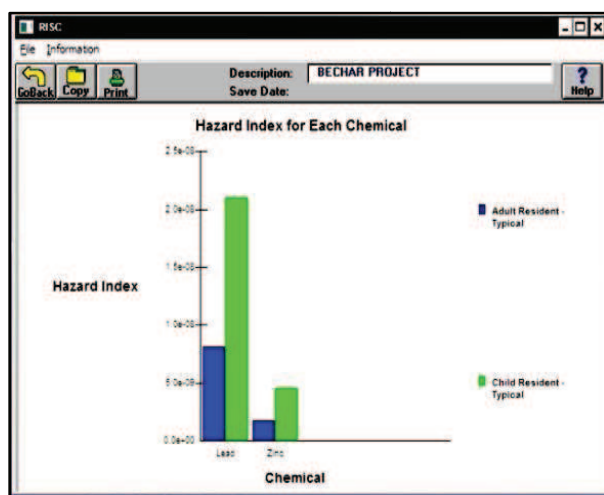 RISC
File Information
GoBack Copy Print Description: BECHAR PROJECT Help
Save Date:
Hazard Index for Each Chemical
2.5e-08
2.0e-08
Adult Resident -
Typical
1.5e-08
Hazard Index
1.0e-08
5.0e-09
Child Resident -
Typical
0.0e+00
Lead Zinc
Chemical